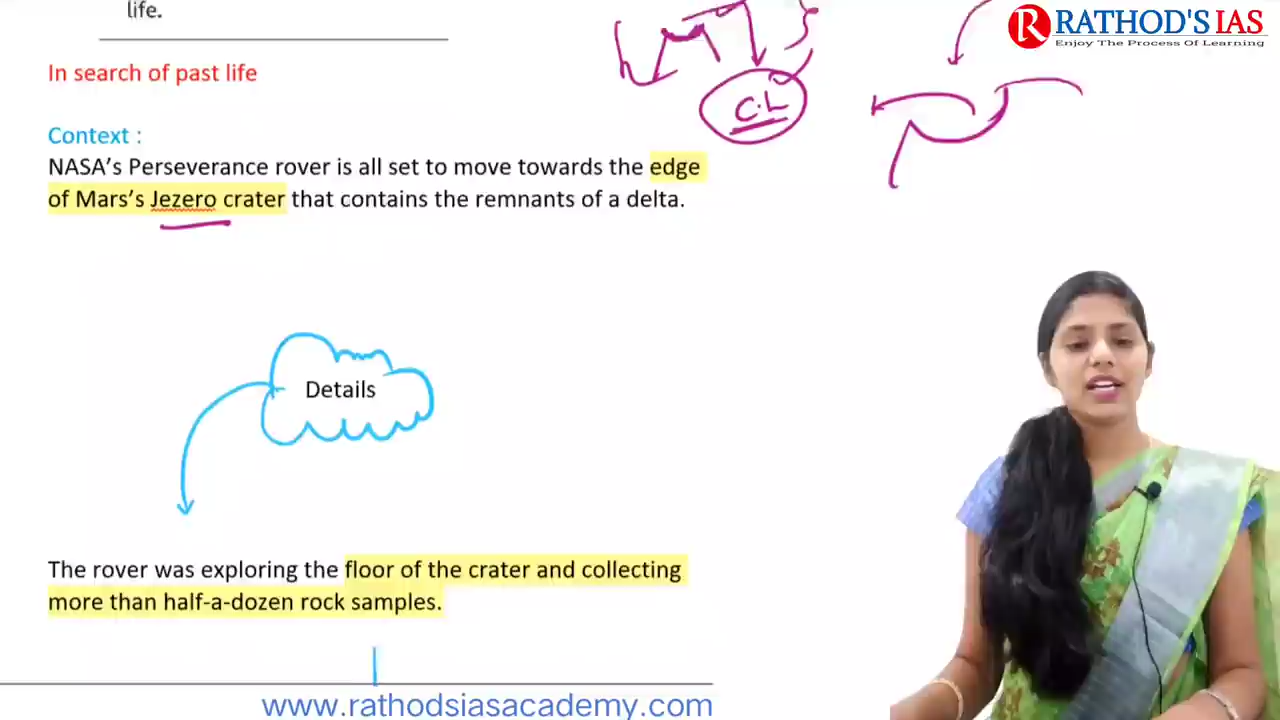 life.
RATHOD'S IAS
Enjoy The Process Of Learning
In search of past life
C.L
Context :
NASA's Perseverance rover is all set to move towards the edge
of Mars's Jezero crater that contains the remnants of a delta.
Details
The rover was exploring the floor of the crater and collecting
more than half-a-dozen rock samples.
www.rathodsiasacademy.com